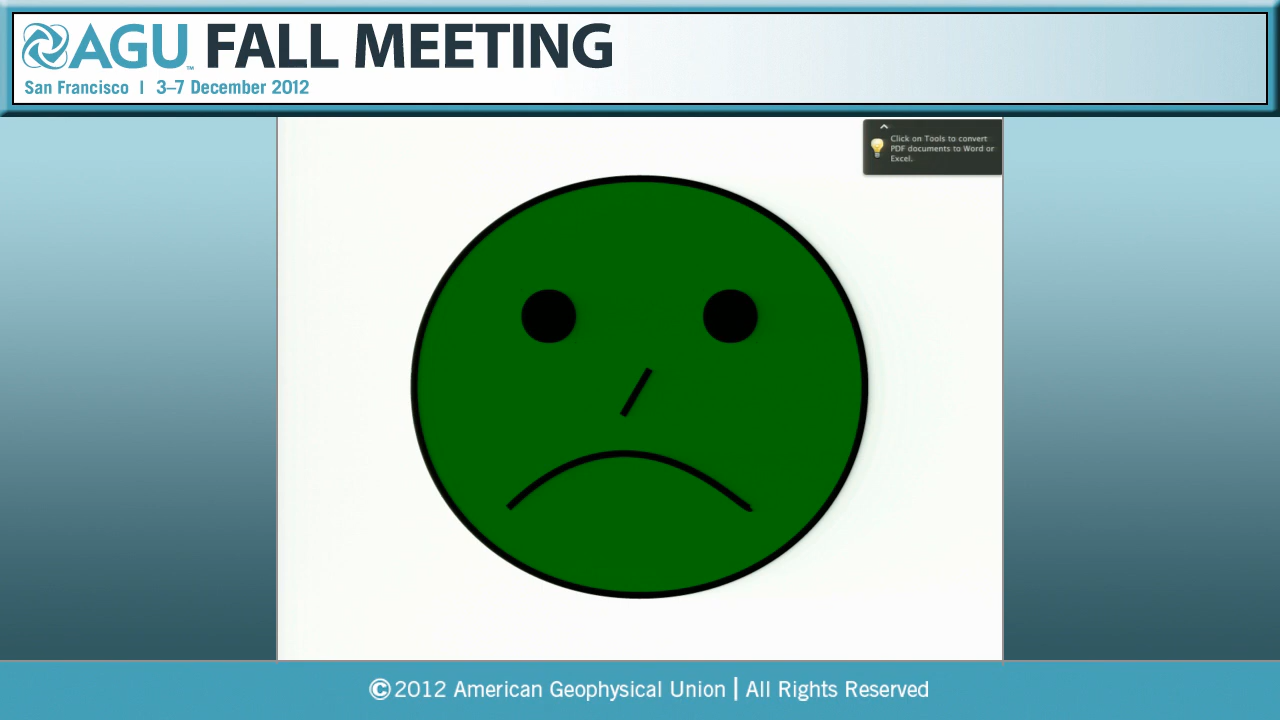 AGU™ FALL MEETING
San Francisco | 3–7 December 2012
Click on Tools to convert
PDF documents to Word or
Excel.
©2012 American Geophysical Union | All Rights Reserved